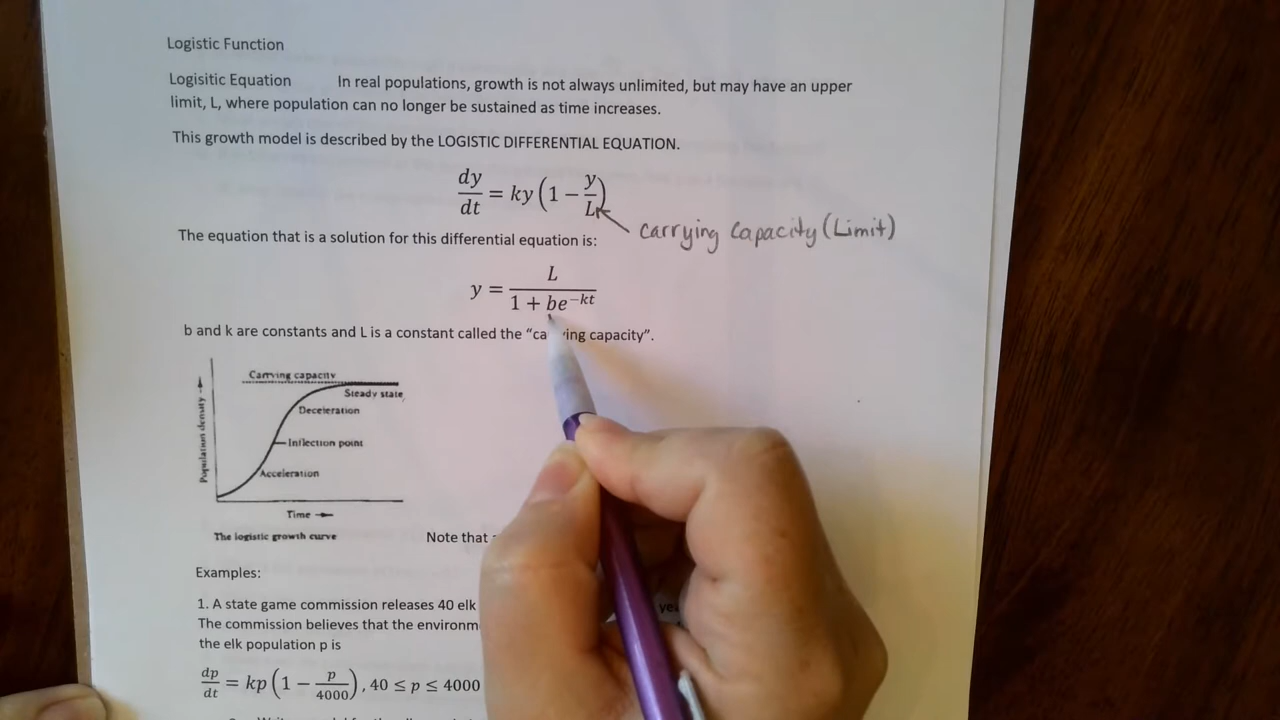 Logistic Function
Logisitic Equation In real populations, growth is not always unlimited, but may have an upper
limit, L, where population can no longer be sustained as time increases.
This growth model is described by the LOGISTIC DIFFERENTIAL EQUATION.
dy/dt = ky(1 − y/L)
carrying capacity (Limit)
The equation that is a solution for this differential equation is:
y = L/(1 + be^(−kt))
b and k are constants and L is a constant called the "ca ing capacity".
Carrying capacity
Steady state
Deceleration
Inflection point
Acceleration
Population density
Time
The logistic growth curve
Note that
Examples:
1. A state game commission releases 40 elk
The commission believes that the environm
the elk population p is
dp/dt = kp(1 − p/4000), 40 ≤ p ≤ 4000